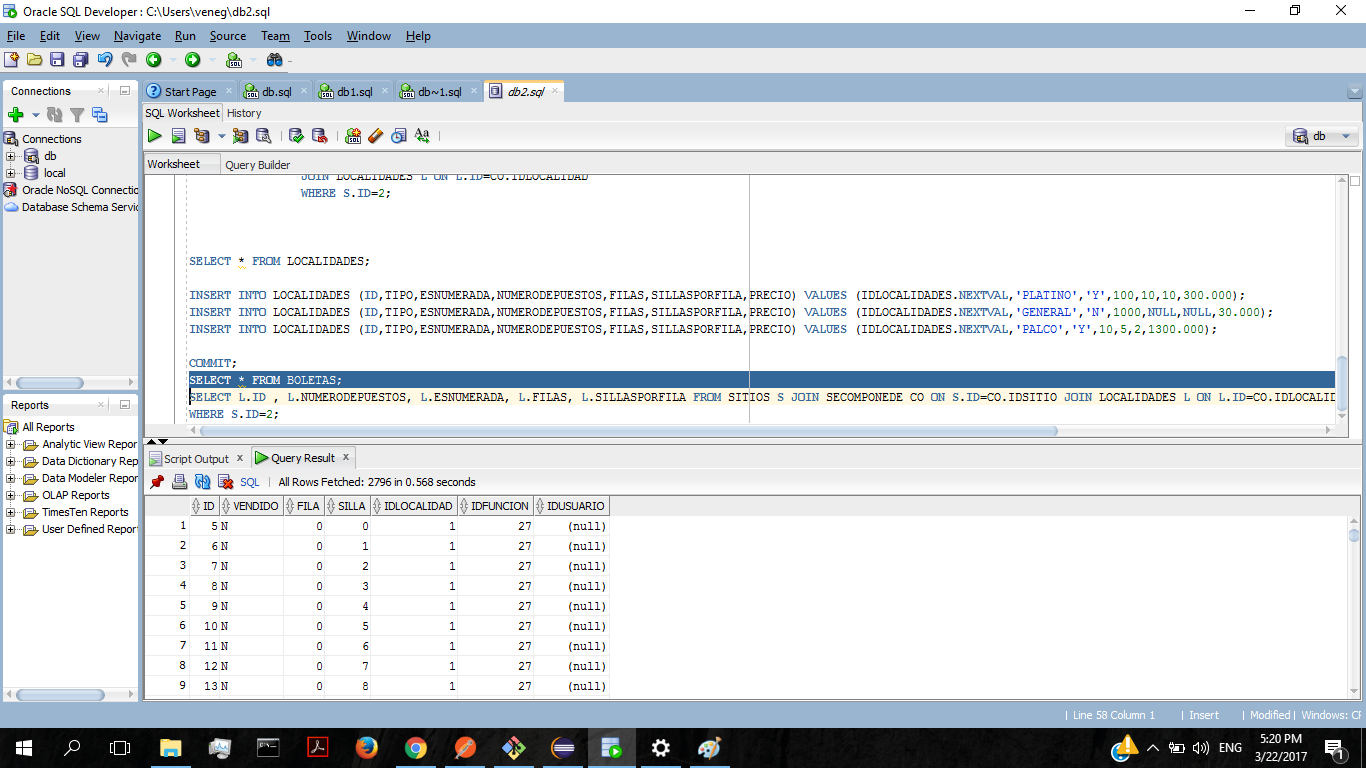 Oracle SQL Developer : C:\Users\veneg\db2.sql
File Edit View Navigate Run Source Team Tools Window Help
Connections
Connections
db
local
Oracle NoSQL Connectio
Database Schema Servic
Reports
All Reports
Analytic View Repor
Data Dictionary Rep
Data Modeler Repor
OLAP Reports
TimesTen Reports
User Defined Report
Start Page db.sql db1.sql db~1.sql db2.sql
SQL Worksheet History
Aa
db
Worksheet Query Builder
JOIN LOCALIDADES L ON L.ID=CO.IDLOCALIDAD
WHERE S.ID=2;
SELECT * FROM LOCALIDADES;
INSERT INTO LOCALIDADES (ID,TIPO,ESNUMERADA,NUMERODEPUESTOS,FILAS,SILLASPORFILA,PRECIO) VALUES (IDLOCALIDADES.NEXTVAL,'PLATINO','Y',100,10,10,300.000);
INSERT INTO LOCALIDADES (ID,TIPO,ESNUMERADA,NUMERODEPUESTOS,FILAS,SILLASPORFILA,PRECIO) VALUES (IDLOCALIDADES.NEXTVAL,'GENERAL','N',1000,NULL,NULL,30.000);
INSERT INTO LOCALIDADES (ID,TIPO,ESNUMERADA,NUMERODEPUESTOS,FILAS,SILLASPORFILA,PRECIO) VALUES (IDLOCALIDADES.NEXTVAL,'PALCO','Y',10,5,2,1300.000);
COMMIT;
SELECT * FROM BOLETAS;
SELECT L.ID , L.NUMERODEPUESTOS, L.ESNUMERADA, L.FILAS, L.SILLASPORFILA FROM SITIOS S JOIN SECOMPONEDE CO ON S.ID=CO.IDSITIO JOIN LOCALIDADES L ON L.ID=CO.IDLOCALID
WHERE S.ID=2;
Script Output Query Result
SQL All Rows Fetched: 2796 in 0.568 seconds
ID VENDIDO FILA SILLA IDLOCALIDAD IDFUNCION IDUSUARIO
1 5 N 0 0 1 27 (null)
2 6 N 0 1 1 27 (null)
3 7 N 0 2 1 27 (null)
4 8 N 0 3 1 27 (null)
5 9 N 0 4 1 27 (null)
6 10 N 0 5 1 27 (null)
7 11 N 0 6 1 27 (null)
8 12 N 0 7 1 27 (null)
9 13 N 0 8 1 27 (null)
Line 58 Column 1 Insert Modified Windows: CF
ENG
5:20 PM
3/22/2017
1